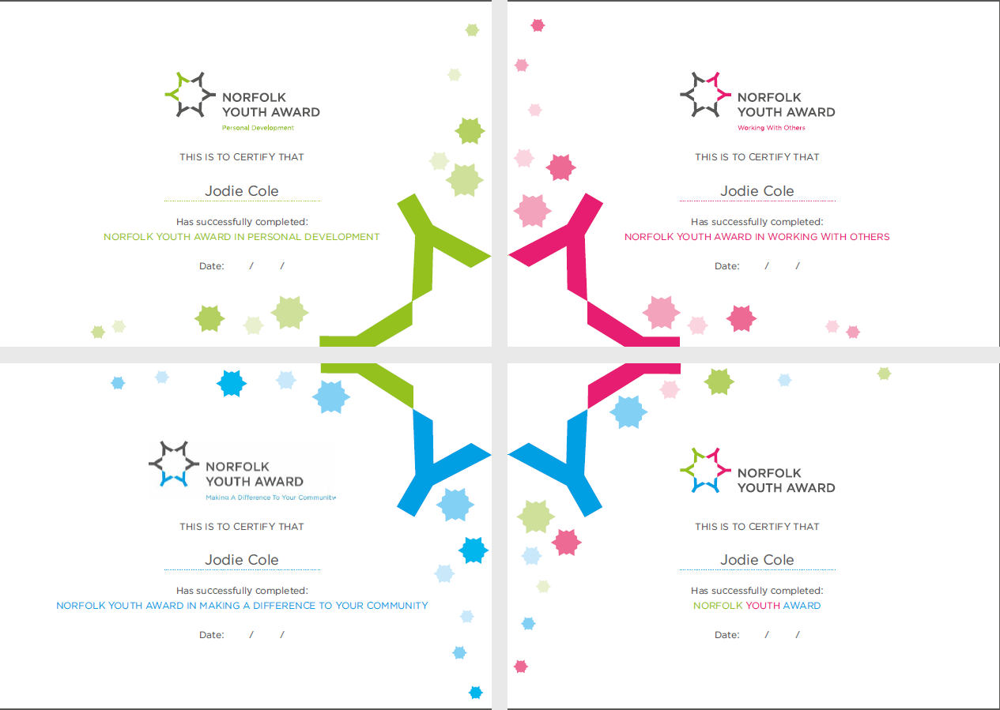 NORFOLK
YOUTH AWARD
Personal Development
THIS IS TO CERTIFY THAT
Jodie Cole
Has successfully completed:
NORFOLK YOUTH AWARD IN PERSONAL DEVELOPMENT
Date: / /
NORFOLK
YOUTH AWARD
Working With Others
THIS IS TO CERTIFY THAT
Jodie Cole
Has successfully completed:
NORFOLK YOUTH AWARD IN WORKING WITH OTHERS
Date: / /
NORFOLK
YOUTH AWARD
Making A Difference To Your Community
THIS IS TO CERTIFY THAT
Jodie Cole
Has successfully completed:
NORFOLK YOUTH AWARD IN MAKING A DIFFERENCE TO YOUR COMMUNITY
Date: / /
NORFOLK
YOUTH AWARD
THIS IS TO CERTIFY THAT
Jodie Cole
Has successfully completed:
NORFOLK YOUTH AWARD
Date: / /